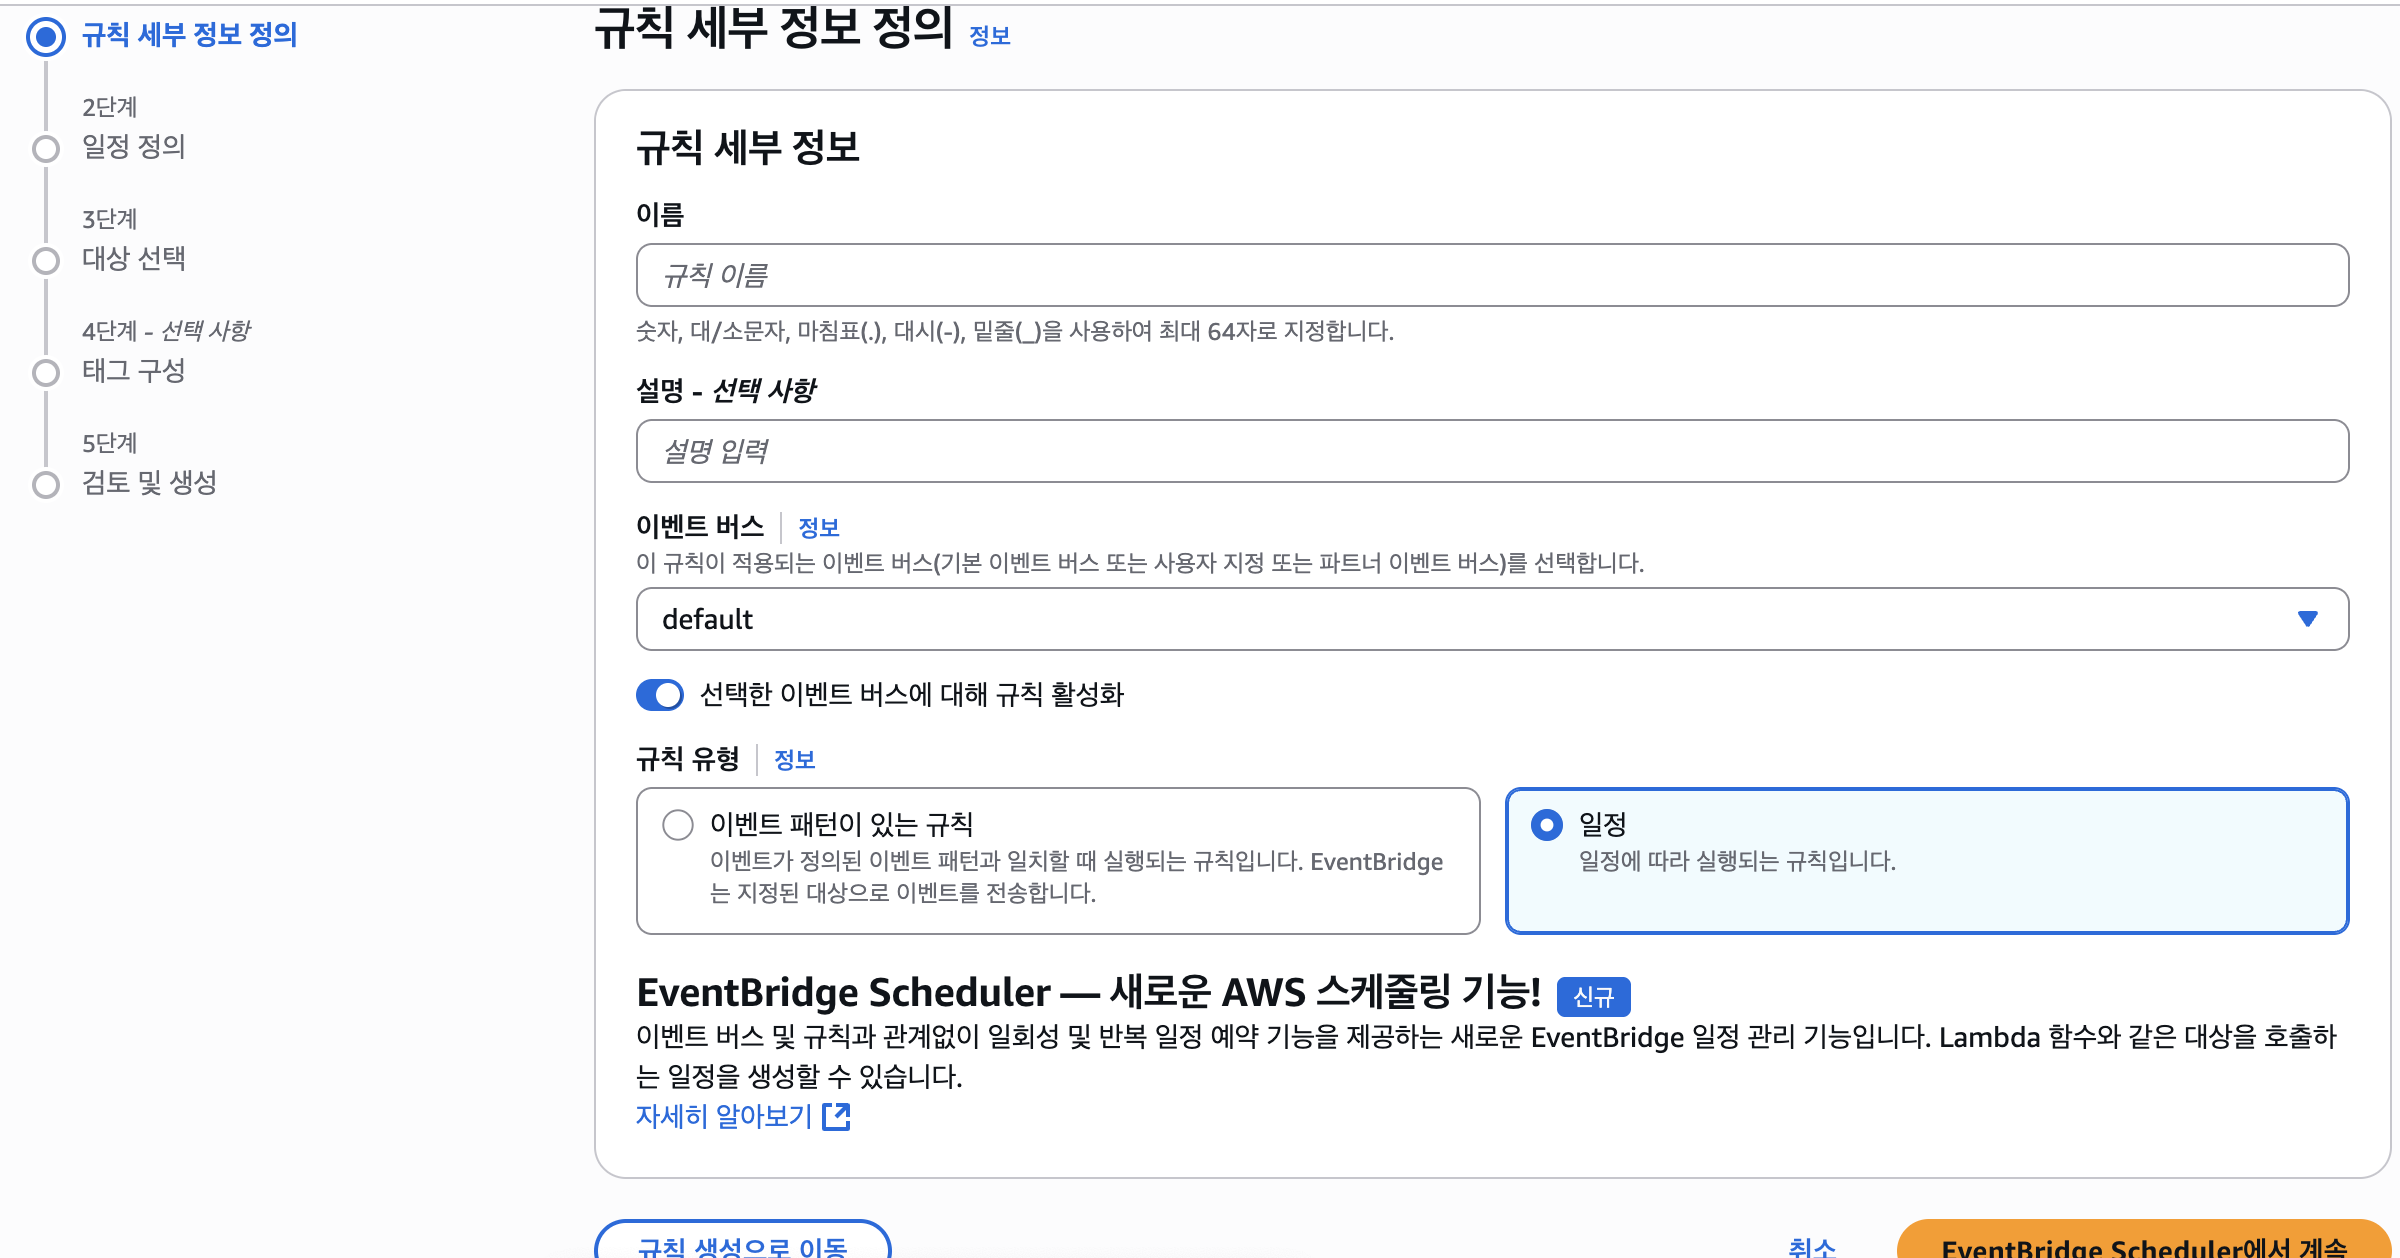 규칙 세부 정보 정의
2단계
일정 정의
3단계
대상 선택
4단계 - 선택 사항
태그 구성
5단계
검토 및 생성
규칙 세부 정보 정의 정보
규칙 세부 정보
이름
규칙 이름
숫자, 대/소문자, 마침표(.), 대시(-), 밑줄(_)을 사용하여 최대 64자로 지정합니다.
설명 - 선택 사항
설명 입력
이벤트 버스 정보
이 규칙이 적용되는 이벤트 버스(기본 이벤트 버스 또는 사용자 지정 또는 파트너 이벤트 버스)를 선택합니다.
default
선택한 이벤트 버스에 대해 규칙 활성화
규칙 유형 정보
이벤트 패턴이 있는 규칙
이벤트가 정의된 이벤트 패턴과 일치할 때 실행되는 규칙입니다. EventBridge
는 지정된 대상으로 이벤트를 전송합니다.
일정
일정에 따라 실행되는 규칙입니다.
EventBridge Scheduler — 새로운 AWS 스케줄링 기능! 신규
이벤트 버스 및 규칙과 관계없이 일회성 및 반복 일정 예약 기능을 제공하는 새로운 EventBridge 일정 관리 기능입니다. Lambda 함수와 같은 대상을 호출하
는 일정을 생성할 수 있습니다.
자세히 알아보기
규칙 생성으로 이동
취소
EventBridge Scheduler에서 계속